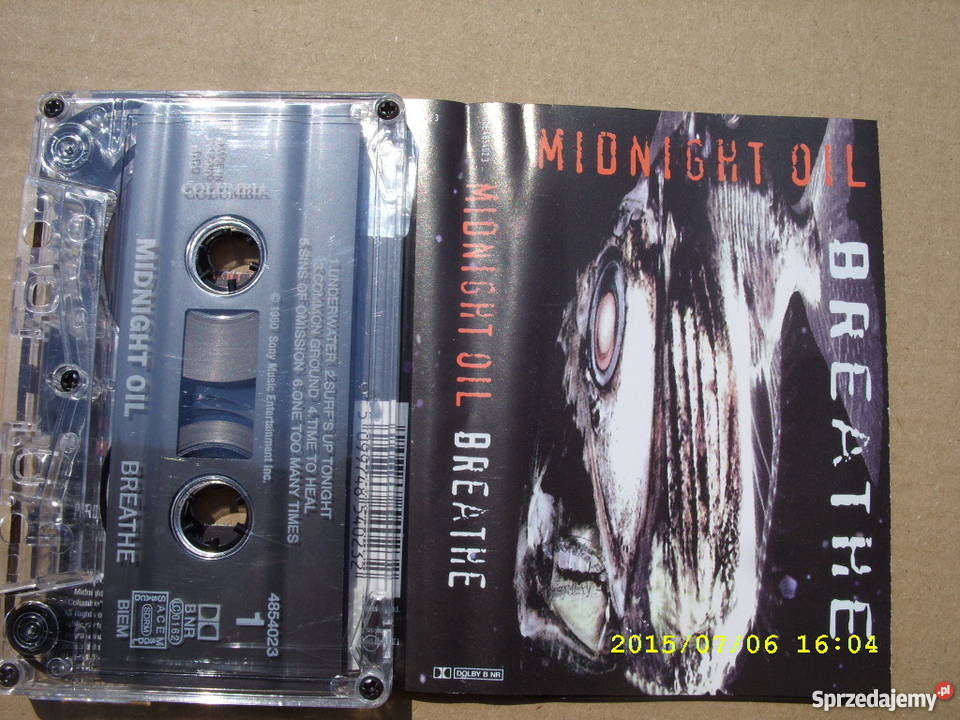 COLUMBIA
MIDNIGHT OIL BREATHE
1.UNDERWATER 2.SURF'S UP TONIGHT
3.COMMON GROUND 4.TIME TO HEAL
5.SINS OF OMISSION 6.ONE TOO MANY TIMES
Sony Music Entertainment Inc.
4854023
1
B NR
BIEM
MIDNIGHT OIL BREATHE
DOLBY B NR
MIDNIGHT OIL
BREATHE
2015/07/06 16:04
Sprzedajemy.pl